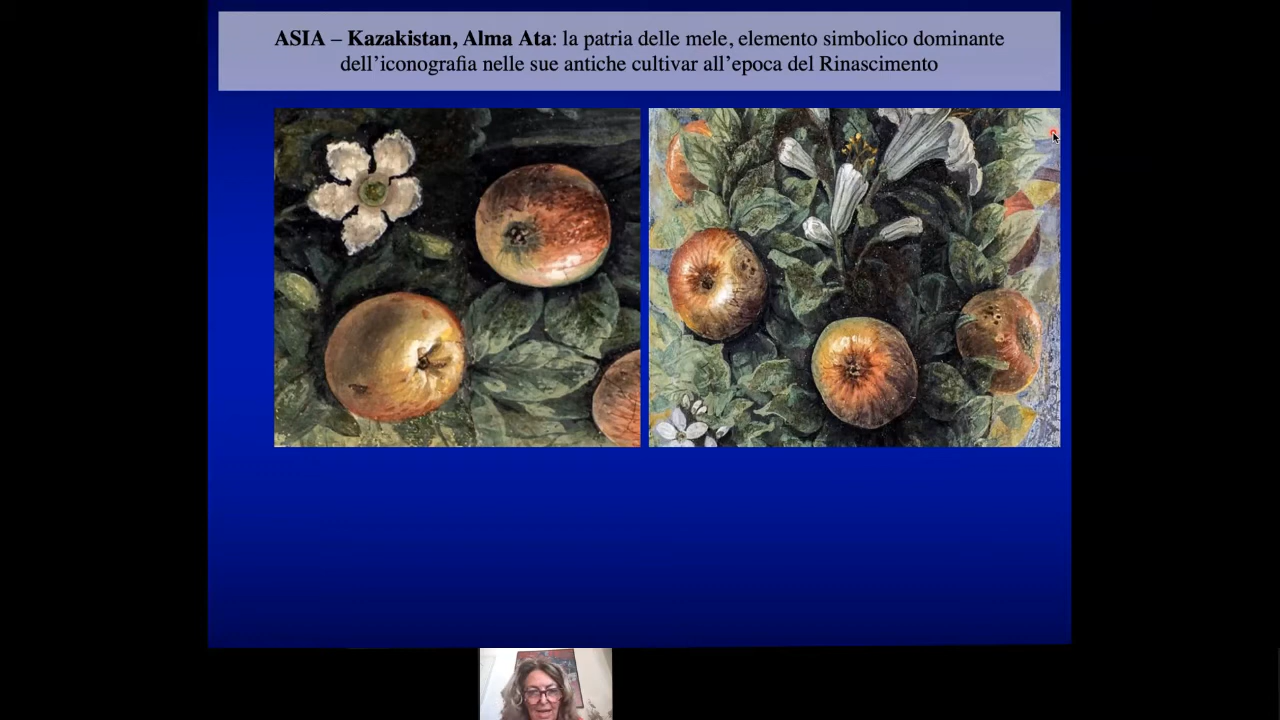 ASIA – Kazakistan, Alma Ata: la patria delle mele, elemento simbolico dominante
dell’iconografia nelle sue antiche cultivar all’epoca del Rinascimento